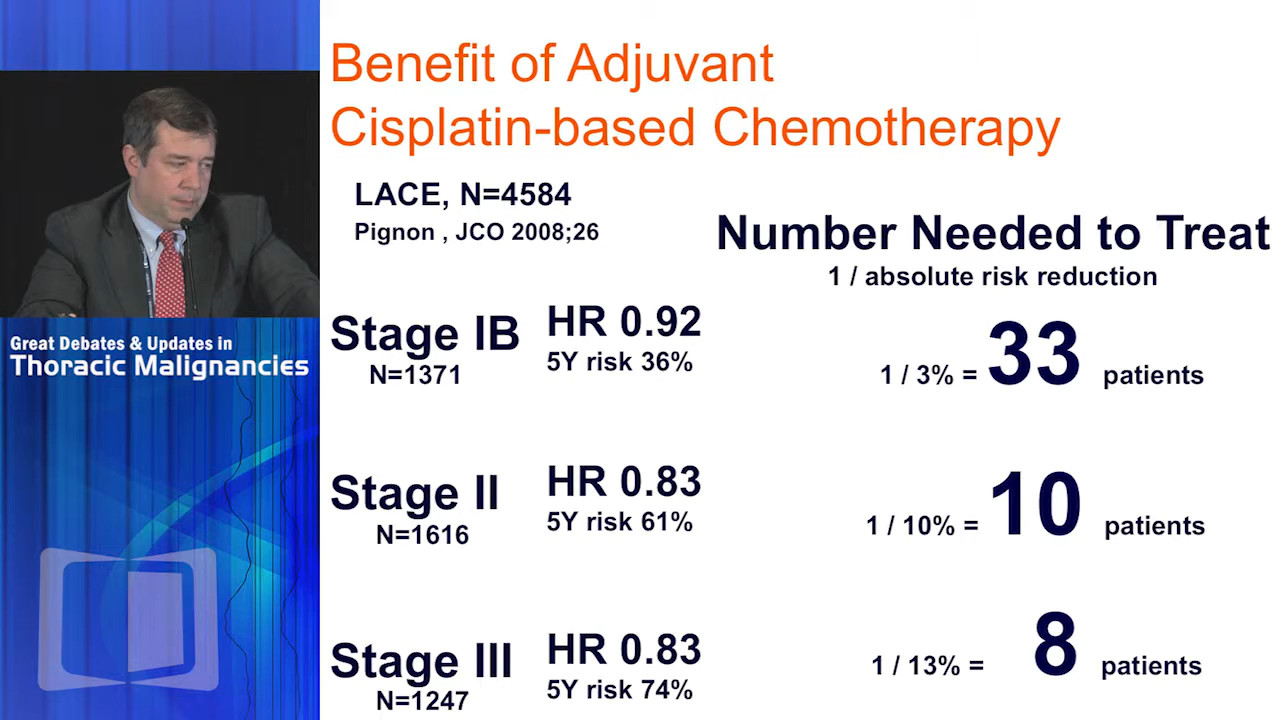 Benefit of Adjuvant
Cisplatin-based Chemotherapy
LACE, N=4584
Pignon , JCO 2008;26
Number Needed to Treat
1 / absolute risk reduction
Stage IB
N=1371
HR 0.92
5Y risk 36%
1 / 3% = 33 patients
Stage II
N=1616
HR 0.83
5Y risk 61%
1 / 10% = 10 patients
Stage III
N=1247
HR 0.83
5Y risk 74%
1 / 13% = 8 patients
Great Debates & Updates in
Thoracic Malignancies